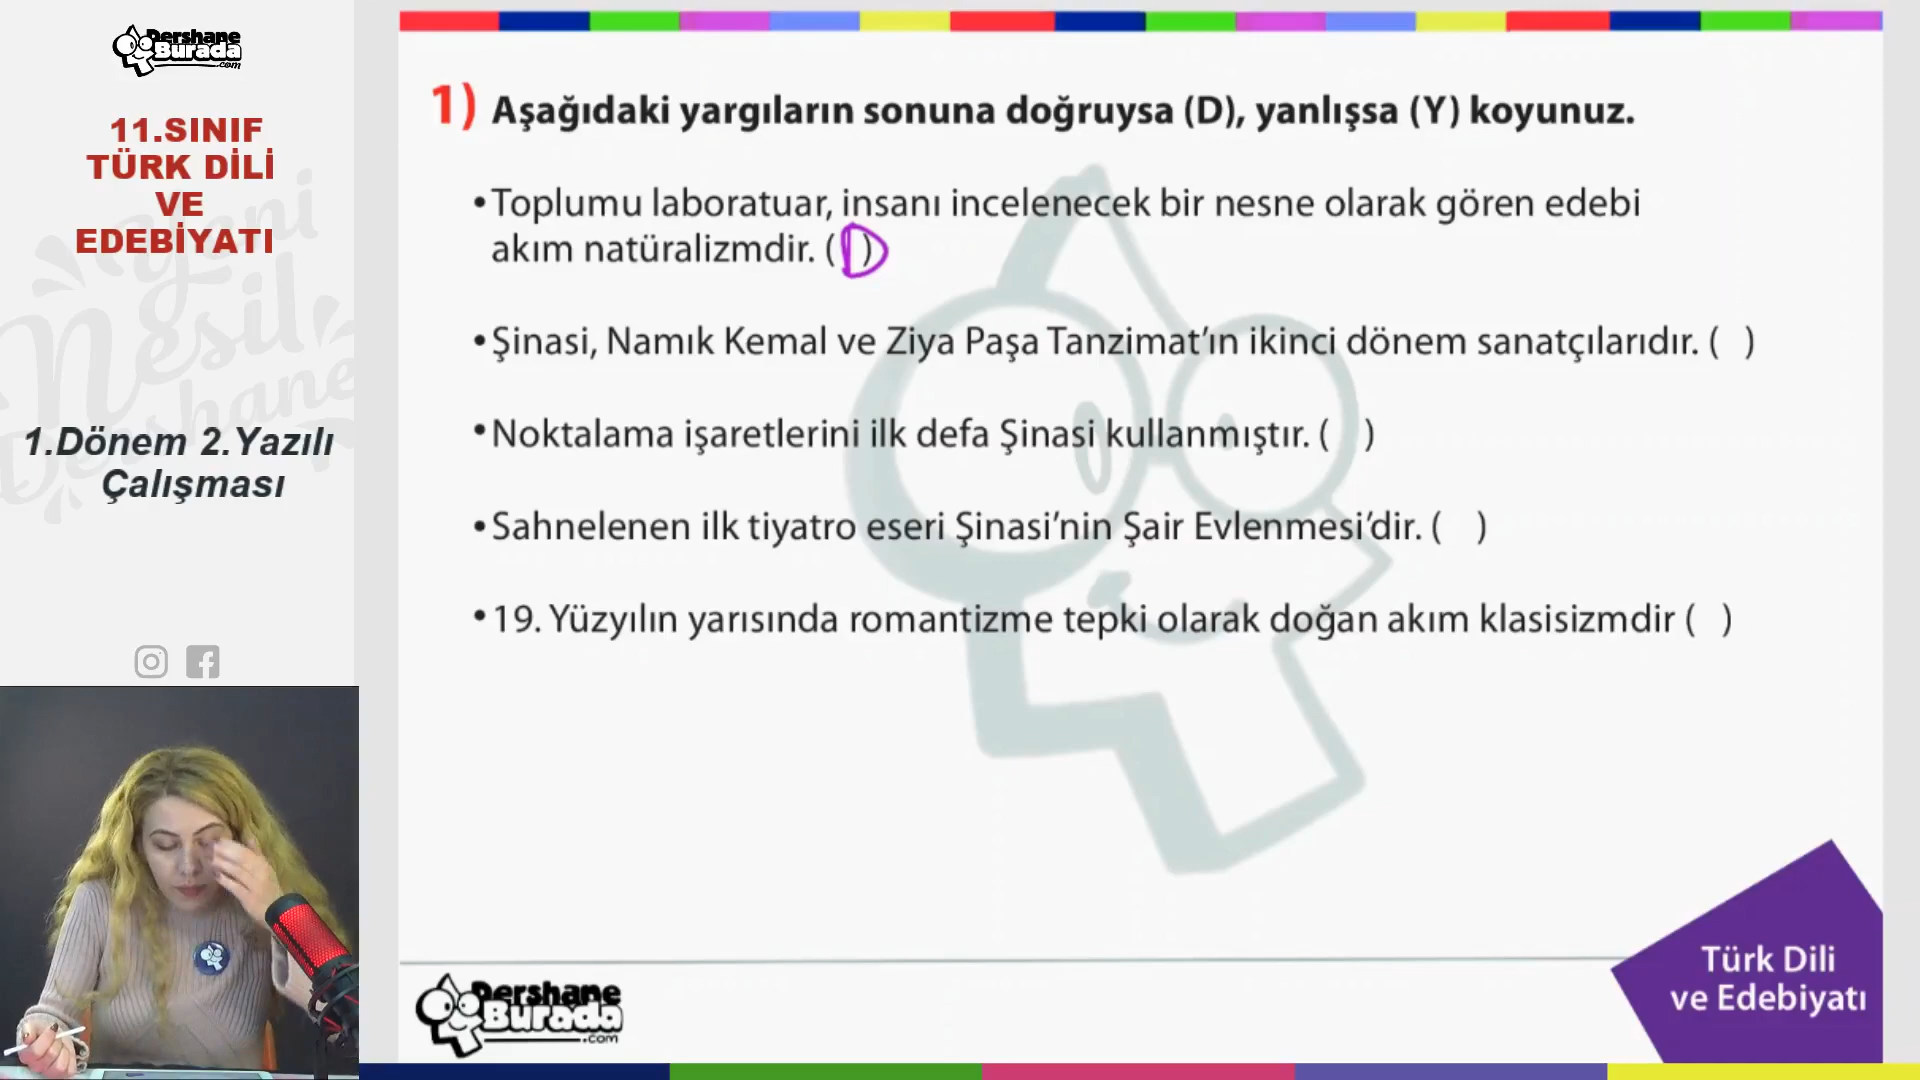 Dershane
Burada
.com
11.SINIF
TÜRK DİLİ
VE
EDEBİYATI
Yeni
Nesil
Dershane
1.Dönem 2.Yazılı
Çalışması
1) Aşağıdaki yargıların sonuna doğruysa (D), yanlışsa (Y) koyunuz.
•Toplumu laboratuar, insanı incelenecek bir nesne olarak gören edebi
akım natüralizmdir. (D)
•Şinasi, Namık Kemal ve Ziya Paşa Tanzimat’ın ikinci dönem sanatçılarıdır. ( )
•Noktalama işaretlerini ilk defa Şinasi kullanmıştır. ( )
•Sahnelenen ilk tiyatro eseri Şinasi’nin Şair Evlenmesi’dir. ( )
•19. Yüzyılın yarısında romantizme tepki olarak doğan akım klasisizmdir ( )
Dershane
Burada
.com
Türk Dili
ve Edebiyatı